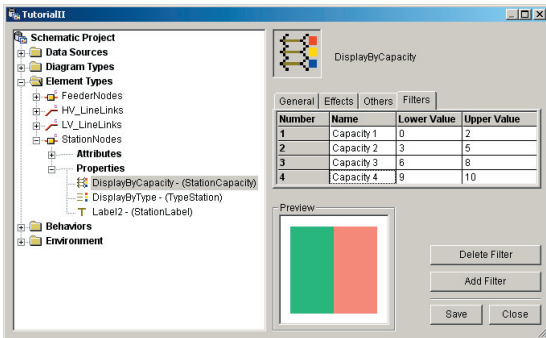 TutorialII
Schematic Project
Data Sources
Diagram Types
Element Types
FeederNodes
HV_LineLinks
LV_LineLinks
StationNodes
Attributes
Properties
DisplayByCapacity - (StationCapacity)
DisplayByType - (TypeStation)
Label2 - (StationLabel)
Behaviors
Environment
DisplayByCapacity
General Effects Others Filters
Number Name Lower Value Upper Value
1 Capacity 1 0 2
2 Capacity 2 3 5
3 Capacity 3 6 8
4 Capacity 4 9 10
Preview
Delete Filter
Add Filter
Save Close